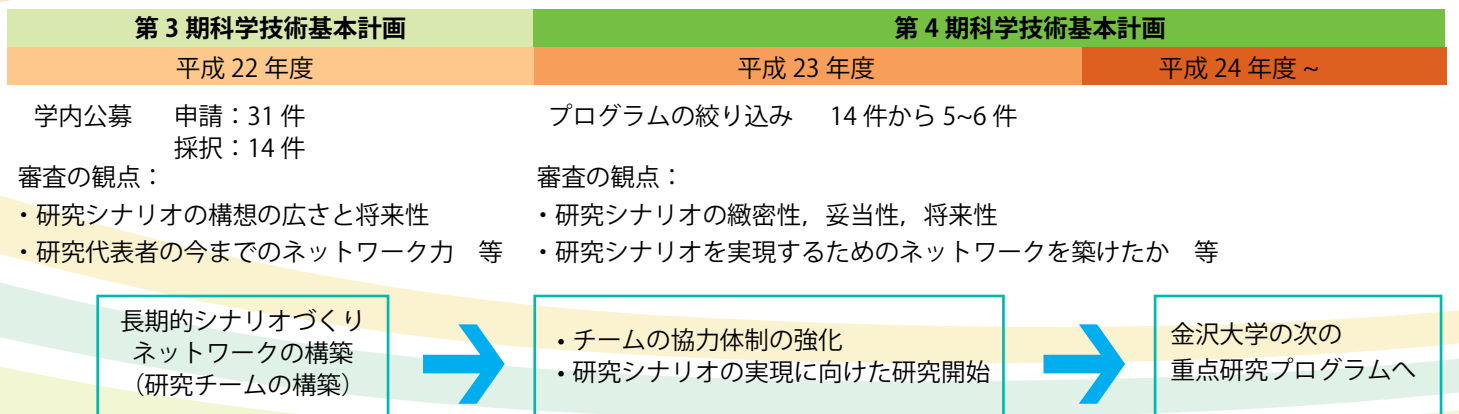 第 3 期科学技術基本計画
第 4 期科学技術基本計画
平成 22 年度
平成 23 年度
平成 24 年度 ~
学内公募 申請：31 件
採択：14 件
審査の観点：
・研究シナリオの構想の広さと将来性
・研究代表者の今までのネットワーク力 等
プログラムの絞り込み 14 件から 5~6 件
審査の観点：
・研究シナリオの緻密性，妥当性，将来性
・研究シナリオを実現するためのネットワークを築けたか 等
長期的シナリオづくり
ネットワークの構築
（研究チームの構築）
・チームの協力体制の強化
・研究シナリオの実現に向けた研究開始
金沢大学の次の
重点研究プログラムへ